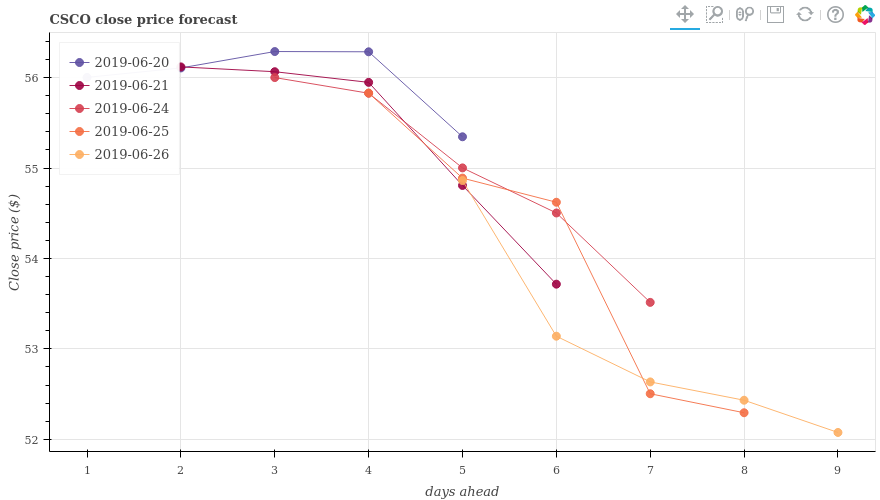 CSCO close price forecast
2019-06-20
2019-06-21
2019-06-24
2019-06-25
2019-06-26
Close price ($)
56
55
54
53
52
1 2 3 4 5 6 7 8 9
days ahead